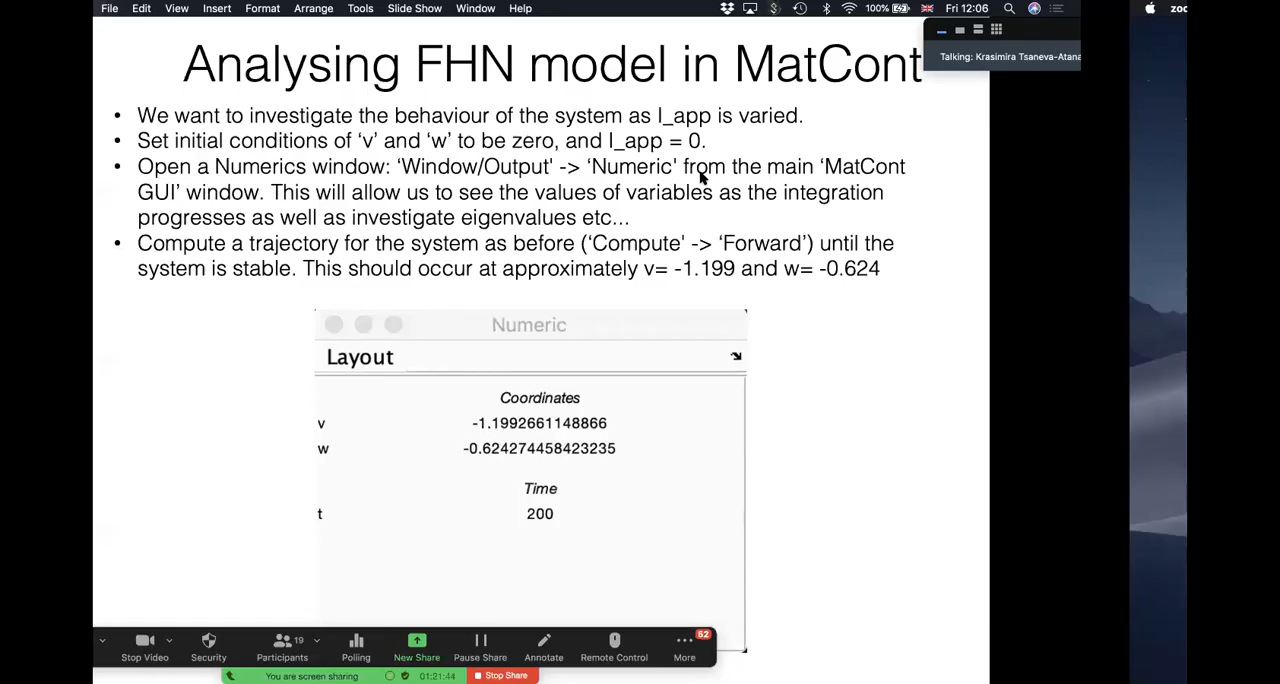 File Edit View Insert Format Arrange Tools Slide Show Window Help 100% Fri 12:06 zoo
Talking: Krasimira Tsaneva-Atana
Analysing FHN model in MatCont
• We want to investigate the behaviour of the system as I_app is varied.
• Set initial conditions of ‘v’ and ‘w’ to be zero, and I_app = 0.
• Open a Numerics window: ‘Window/Output' -> ‘Numeric' from the main ‘MatCont
GUI’ window. This will allow us to see the values of variables as the integration
progresses as well as investigate eigenvalues etc...
• Compute a trajectory for the system as before (‘Compute' -> ‘Forward’) until the
system is stable. This should occur at approximately v= -1.199 and w= -0.624
Numeric
Layout
Coordinates
v -1.1992661148866
w -0.624274458423235
Time
t 200
19 52
Stop Video Security Participants Polling New Share Pause Share Annotate Remote Control More
You are screen sharing 01:21:44 Stop Share